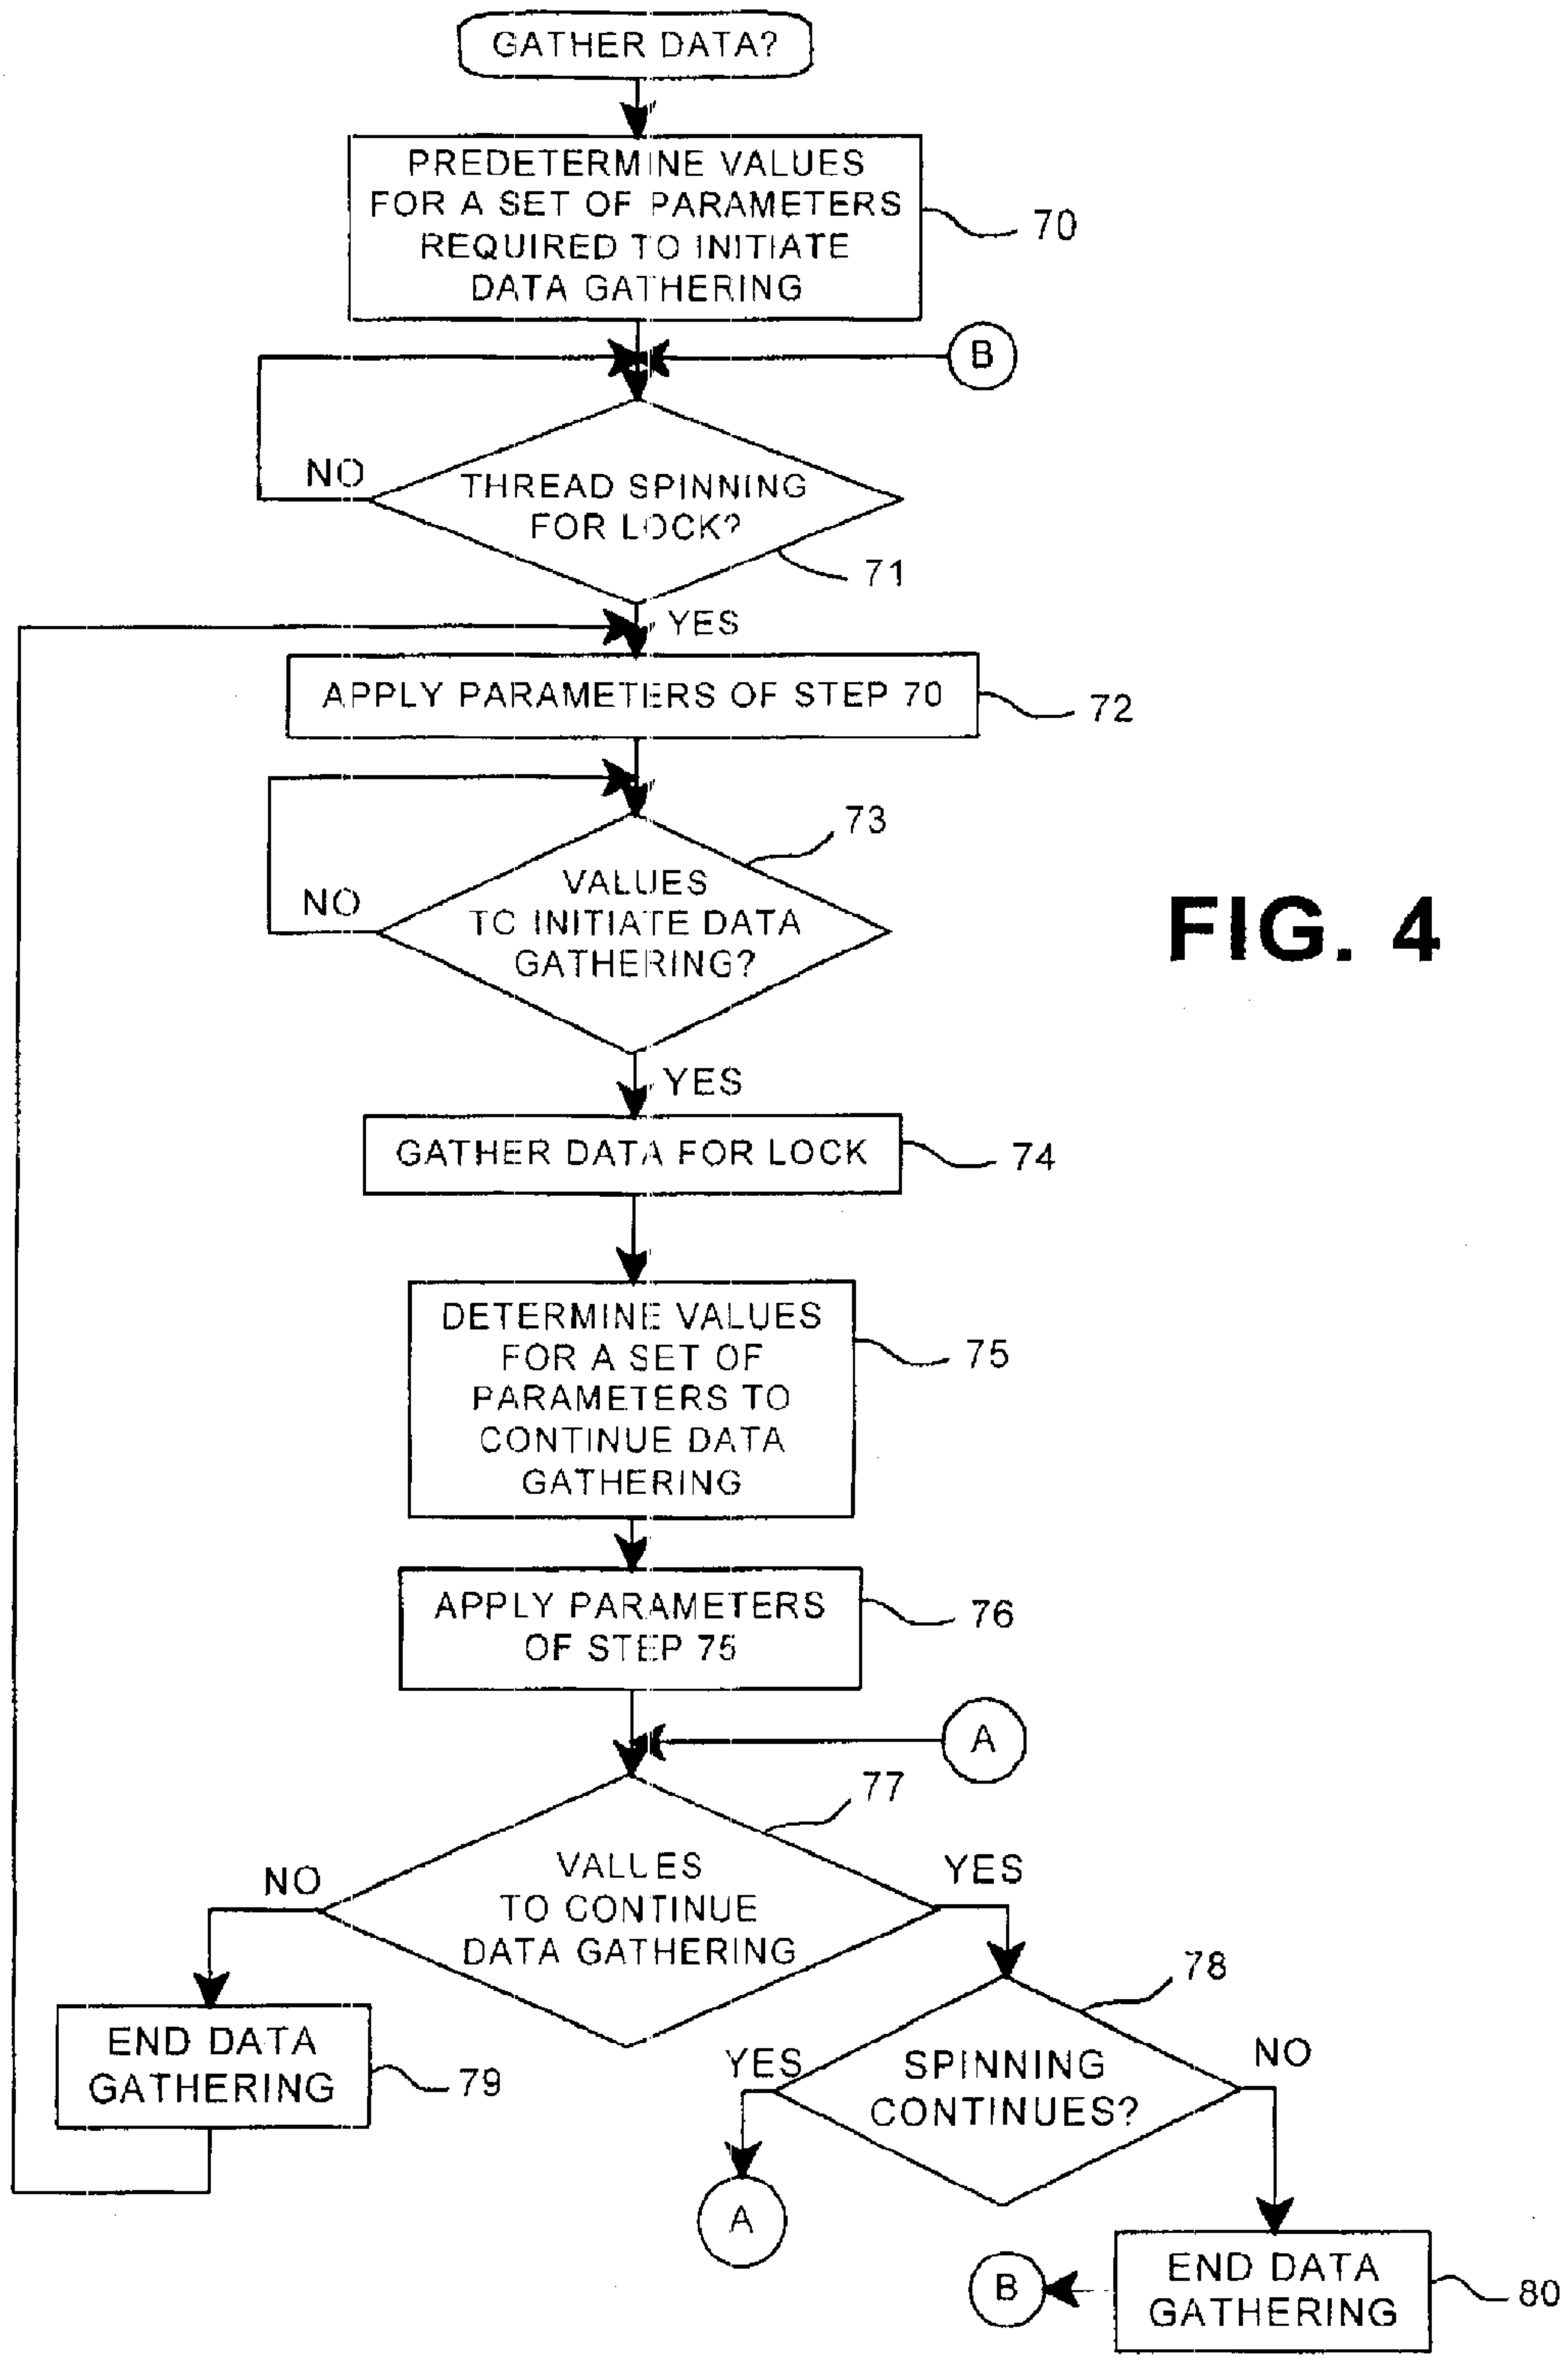 GATHER DATA?
PREDETERMINE VALUES
FOR A SET OF PARAMETERS
REQUIRED TO INITIATE
DATA GATHERING
70
B
NO
THREAD SPINNING
FOR LOCK?
71
YES
APPLY PARAMETERS OF STEP 70
72
73
NO
VALUES
TO INITIATE DATA
GATHERING?
FIG. 4
YES
GATHER DATA FOR LOCK
74
DETERMINE VALUES
FOR A SET OF
PARAMETERS TO
CONTINUE DATA
GATHERING
75
APPLY PARAMETERS
OF STEP 75
76
A
77
NO
VALUES
TO CONTINUE
DATA GATHERING
YES
78
END DATA
GATHERING
79
YES
SPINNING
CONTINUES?
NO
A
B
END DATA
GATHERING
80